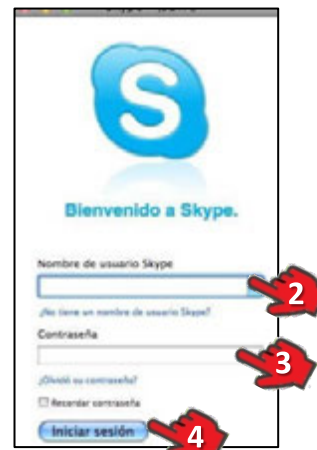 S
Bienvenido a Skype.
Nombre de usuario Skype
2
¿No tiene un nombre de usuario Skype?
Contraseña
3
¿Olvidó su contraseña?
Recordar contraseña
Iniciar sesión
4